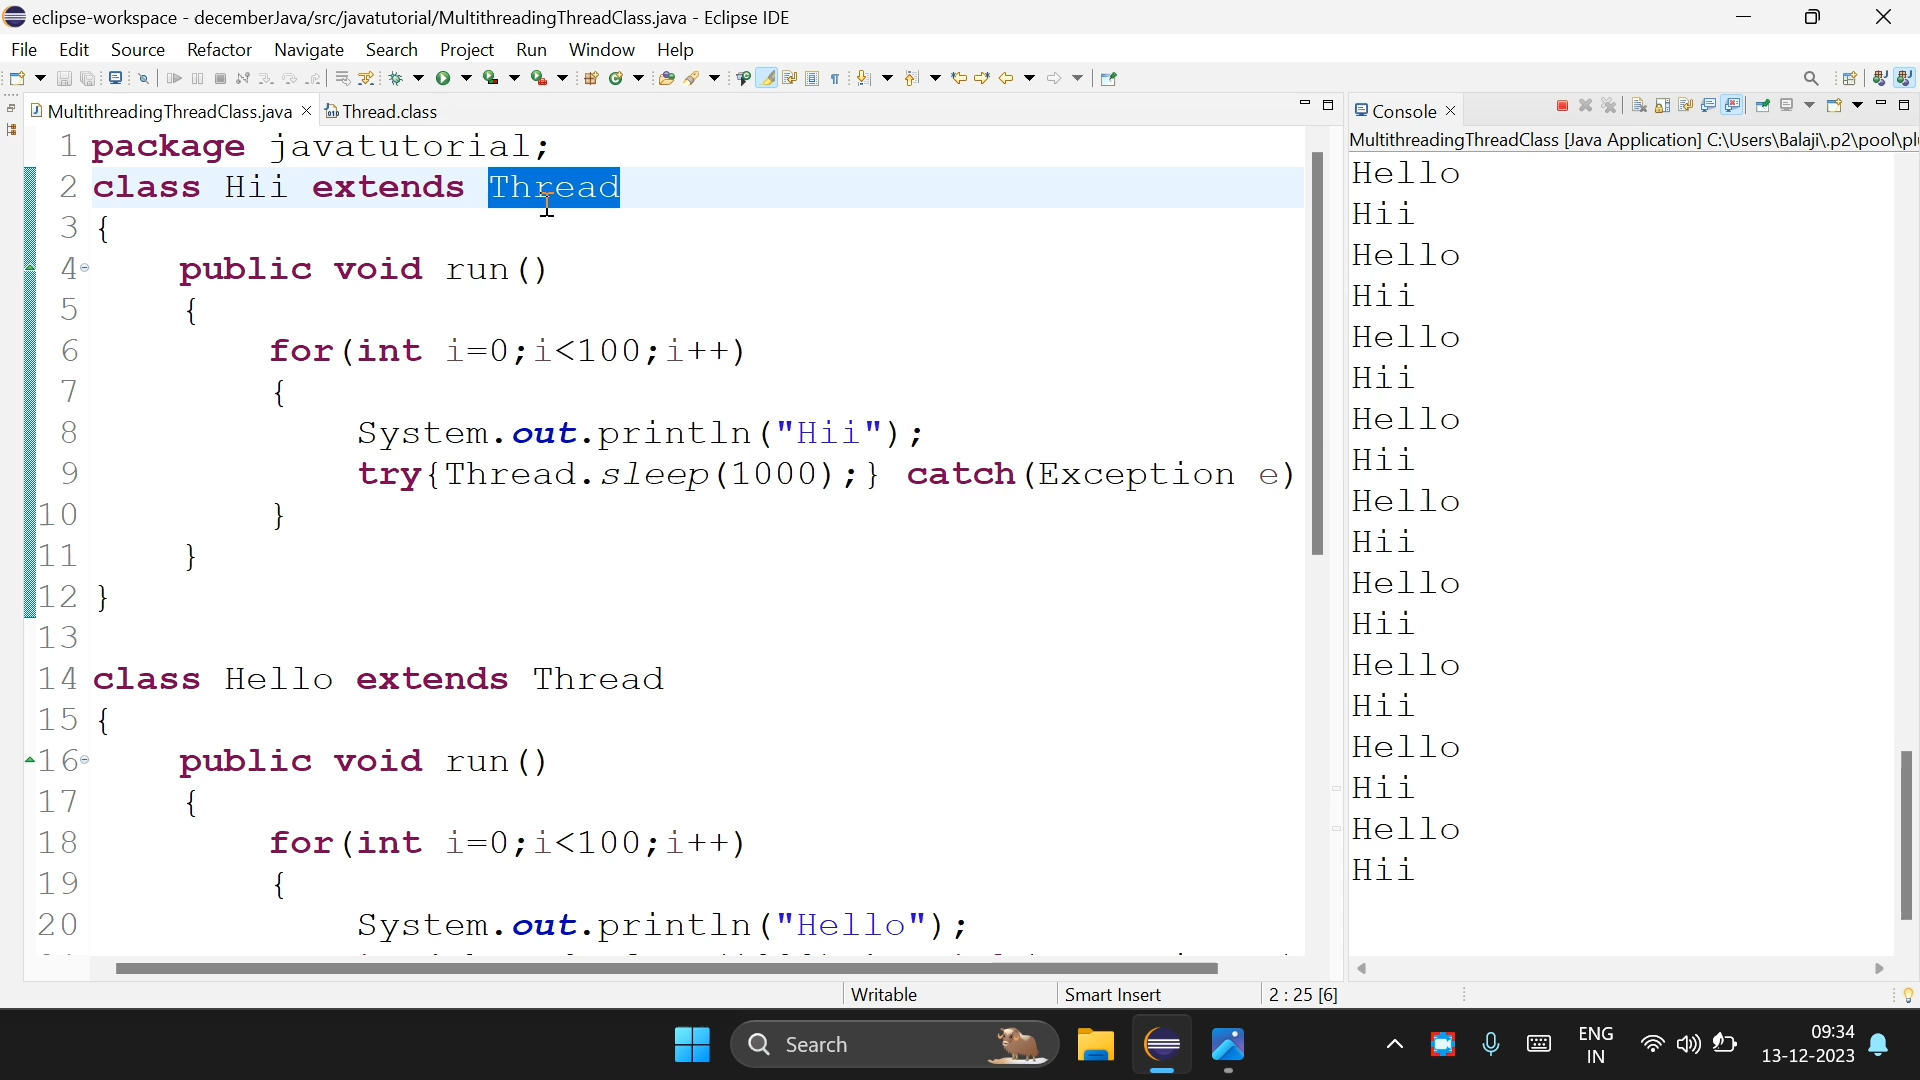 eclipse-workspace - decemberJava/src/javatutorial/MultithreadingThreadClass.java - Eclipse IDE
File Edit Source Refactor Navigate Search Project Run Window Help
MultithreadingThreadClass.java Thread.class
1 package javatutorial;
2 class Hii extends Thread
3 {
4 public void run()
5 {
6 for(int i=0;i<100;i++)
7 {
8 System.out.println("Hii");
9 try{Thread.sleep(1000);} catch(Exception e)
10 }
11 }
12 }
13
14 class Hello extends Thread
15 {
16 public void run()
17 {
18 for(int i=0;i<100;i++)
19 {
20 System.out.println("Hello");
Console
MultithreadingThreadClass [Java Application] C:\Users\Balaji\.p2\pool\pl
Hello
Hii
Hello
Hii
Hello
Hii
Hello
Hii
Hello
Hii
Hello
Hii
Hello
Hii
Hello
Hii
Hello
Hii
Writable Smart Insert 2 : 25 [6]
Search
ENG
IN
09:34
13-12-2023